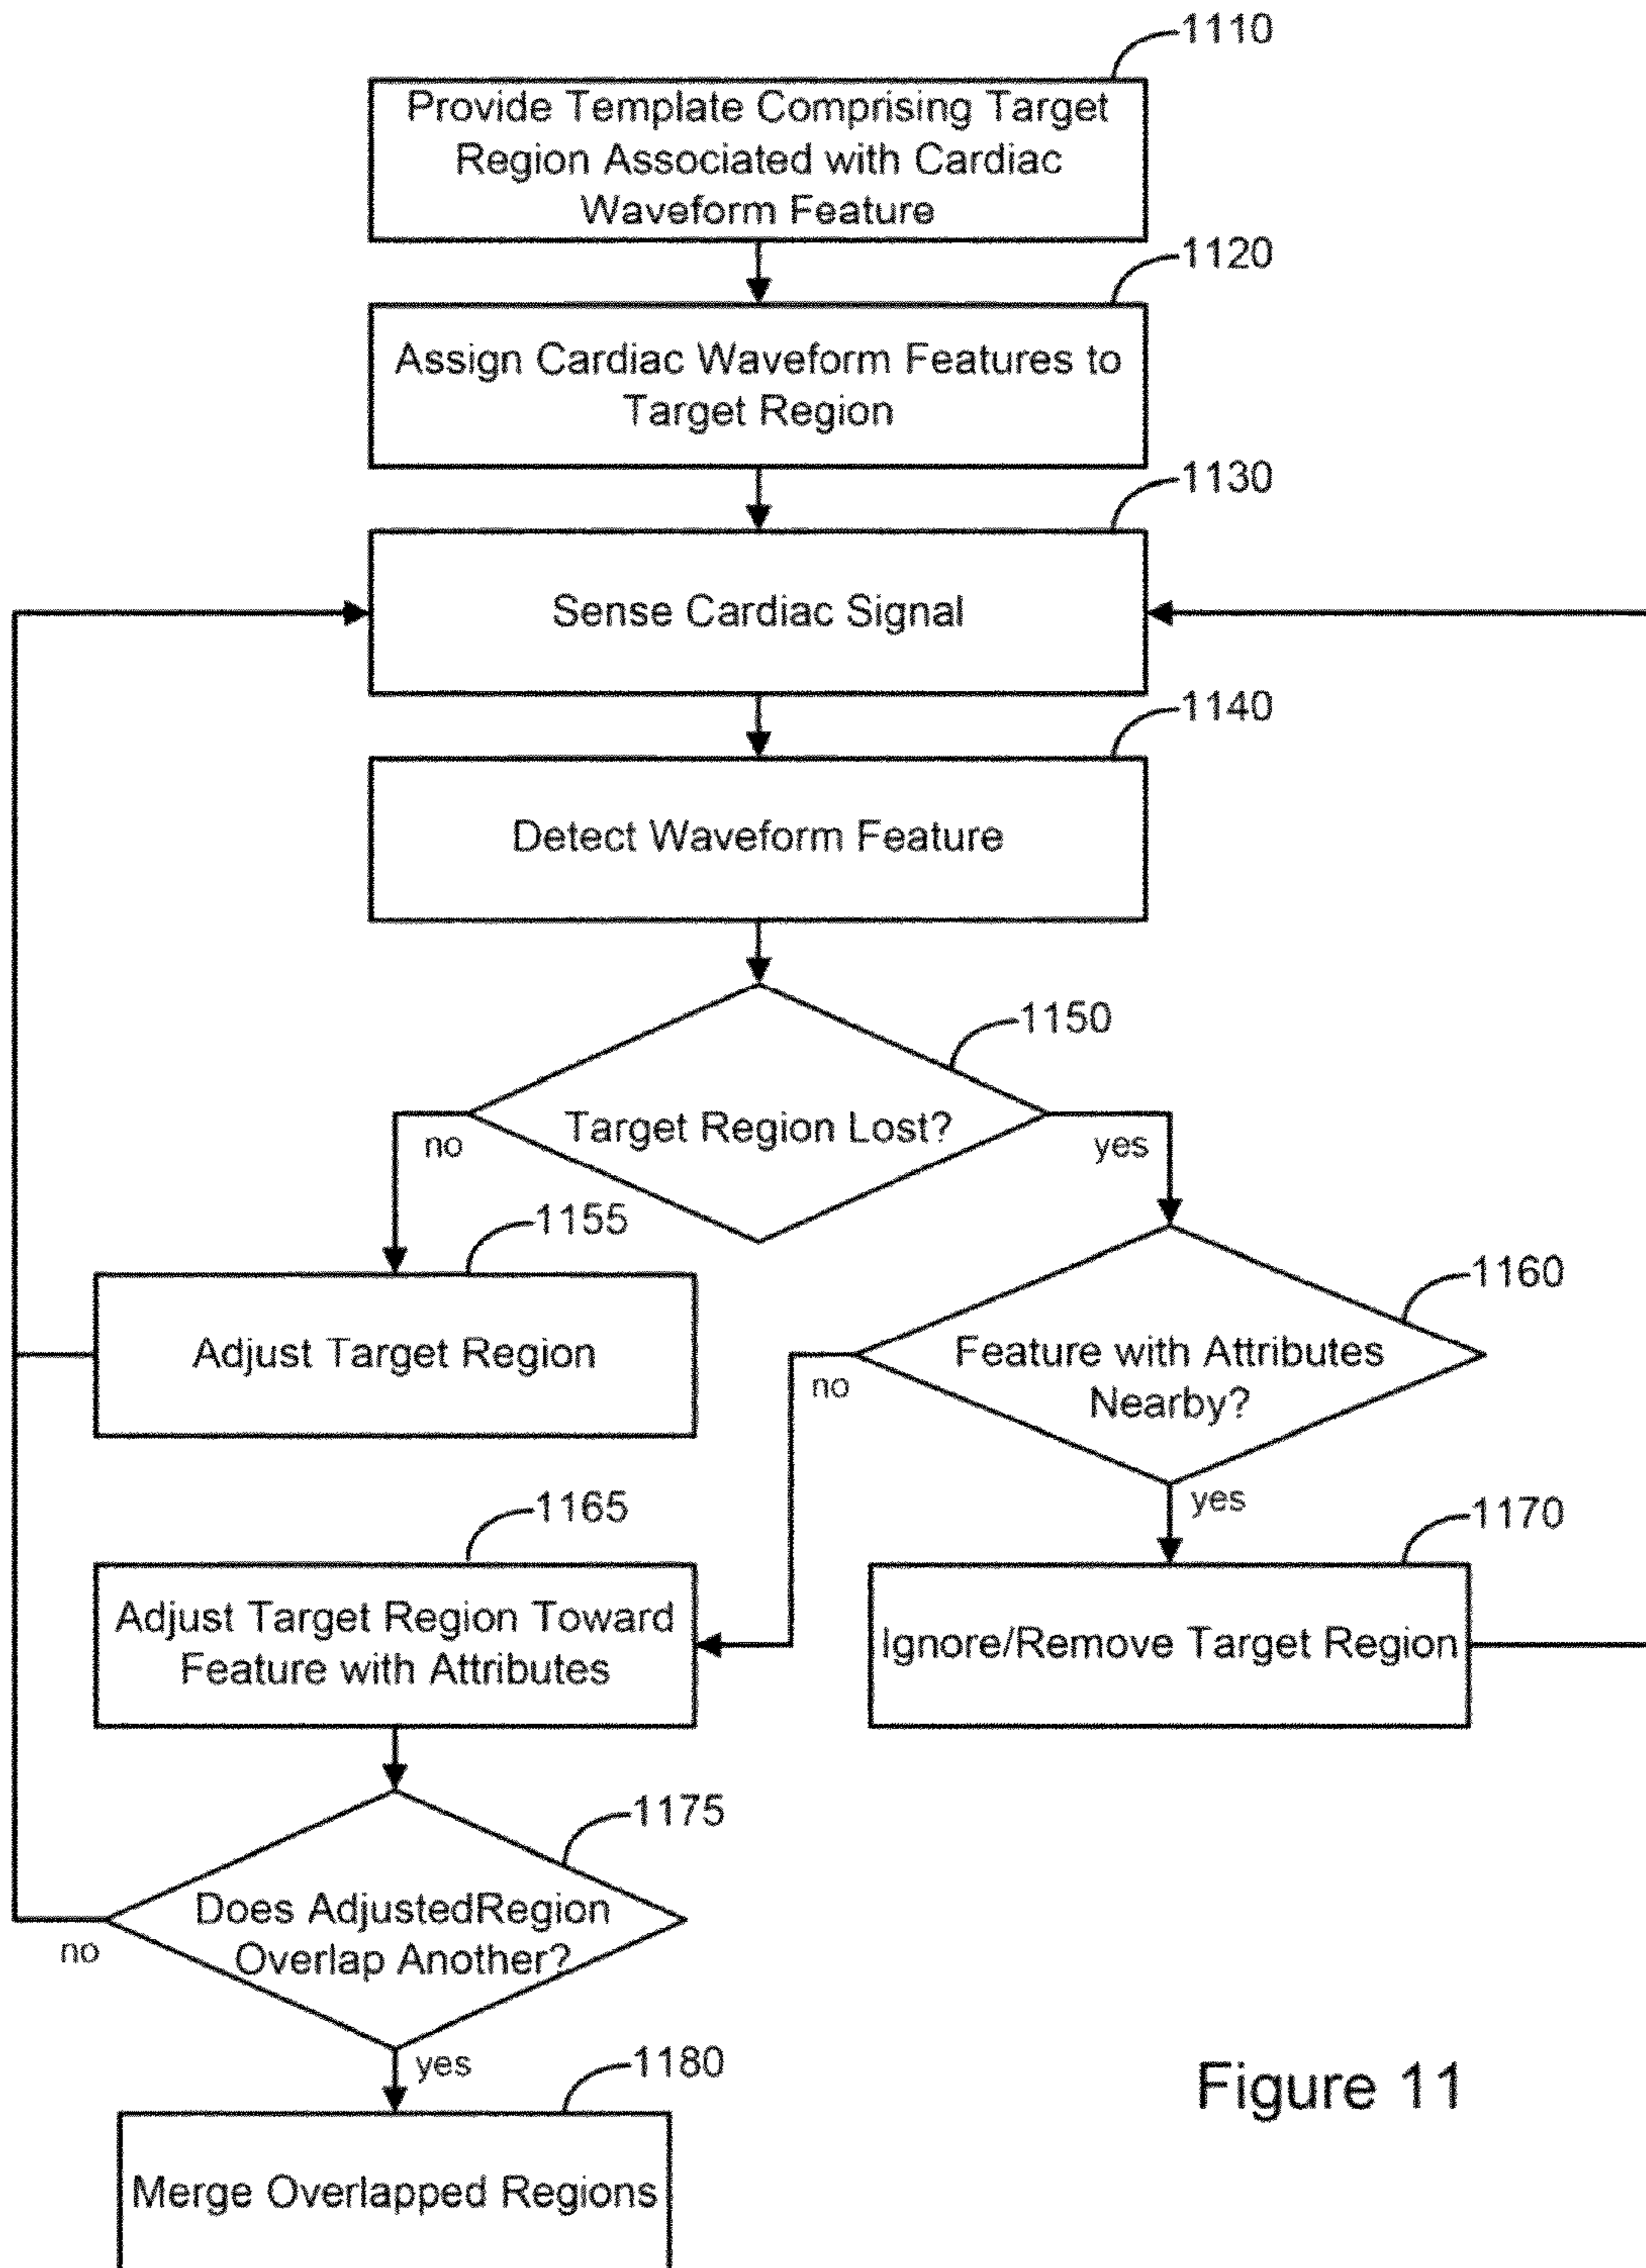 1110
Provide Template Comprising Target
Region Associated with Cardiac
Waveform Feature
1120
Assign Cardiac Waveform Features to
Target Region
1130
Sense Cardiac Signal
1140
Detect Waveform Feature
1150
Target Region Lost?
no
yes
1155
Adjust Target Region
1160
Feature with Attributes
Nearby?
no
yes
1165
Adjust Target Region Toward
Feature with Attributes
1170
Ignore/Remove Target Region
1175
Does AdjustedRegion
Overlap Another?
no
yes
1180
Merge Overlapped Regions
Figure 11